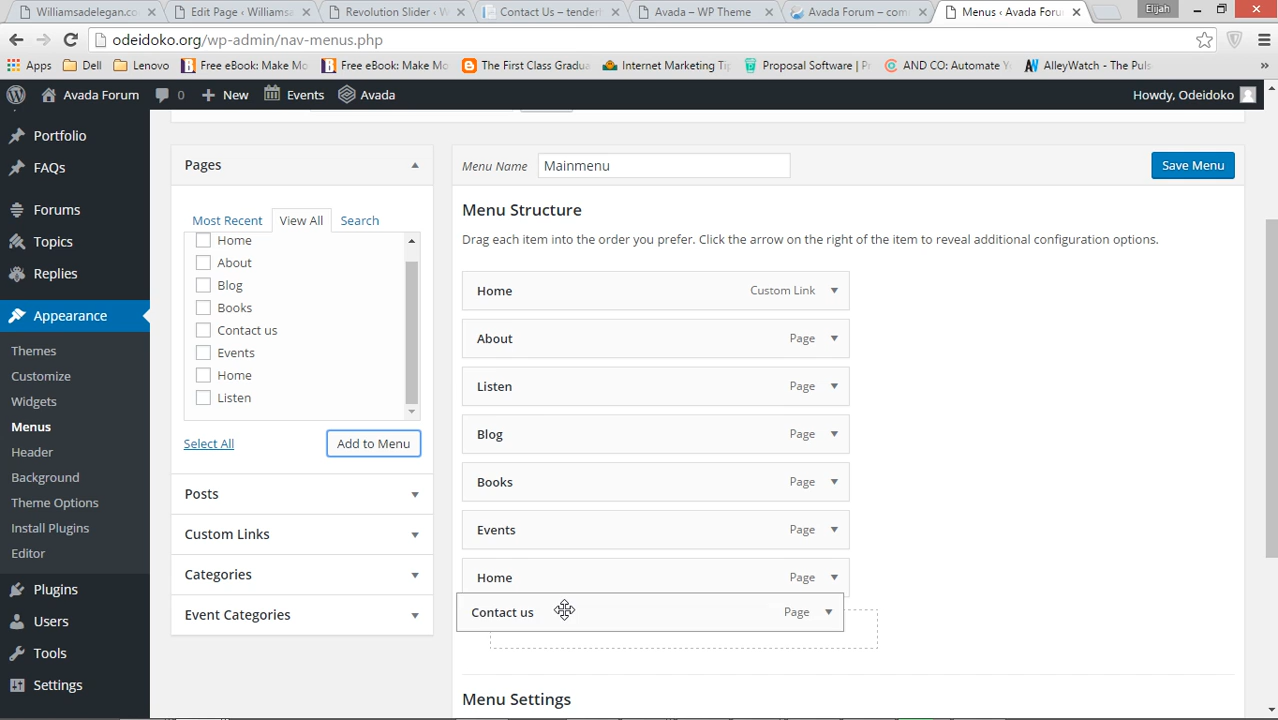 Williamsadelegan.com
Edit Page ‹ Williamsa
Revolution Slider ‹ W
Contact Us – tenderh
Avada – WP Theme
Avada Forum – com
Menus ‹ Avada Foru
Elijah
odeidoko.org/wp-admin/nav-menus.php
Apps
Dell
Lenovo
Free eBook: Make Mo
Free eBook: Make Mo
The First Class Gradua
Internet Marketing Tip
Proposal Software | P
AND CO: Automate Y
AlleyWatch - The Puls
»
Avada Forum
0
New
Events
Avada
Howdy, Odeidoko
Portfolio
FAQs
Forums
Topics
Replies
Appearance
Themes
Customize
Widgets
Menus
Header
Background
Theme Options
Install Plugins
Editor
Plugins
Users
Tools
Settings
Pages
Most Recent
View All
Search
Home
About
Blog
Books
Contact us
Events
Home
Listen
Select All
Add to Menu
Posts
Custom Links
Categories
Event Categories
Menu Name
Mainmenu
Save Menu
Menu Structure
Drag each item into the order you prefer. Click the arrow on the right of the item to reveal additional configuration options.
Home Custom Link
About Page
Listen Page
Blog Page
Books Page
Events Page
Home Page
Contact us Page
Menu Settings